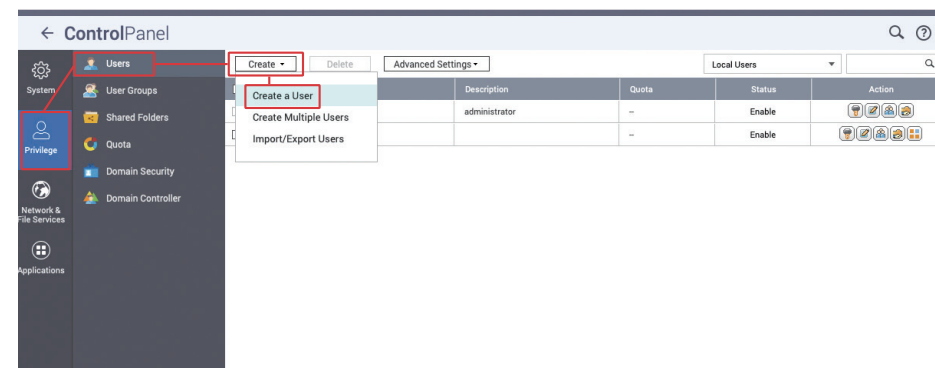 ControlPanel
System
Privilege
Network &
File Services
Applications
Users
User Groups
Shared Folders
Quota
Domain Security
Domain Controller
Create
Delete
Advanced Settings
Local Users
Create a User
Create Multiple Users
Import/Export Users
Description Quota Status Action
administrator -- Enable
-- Enable